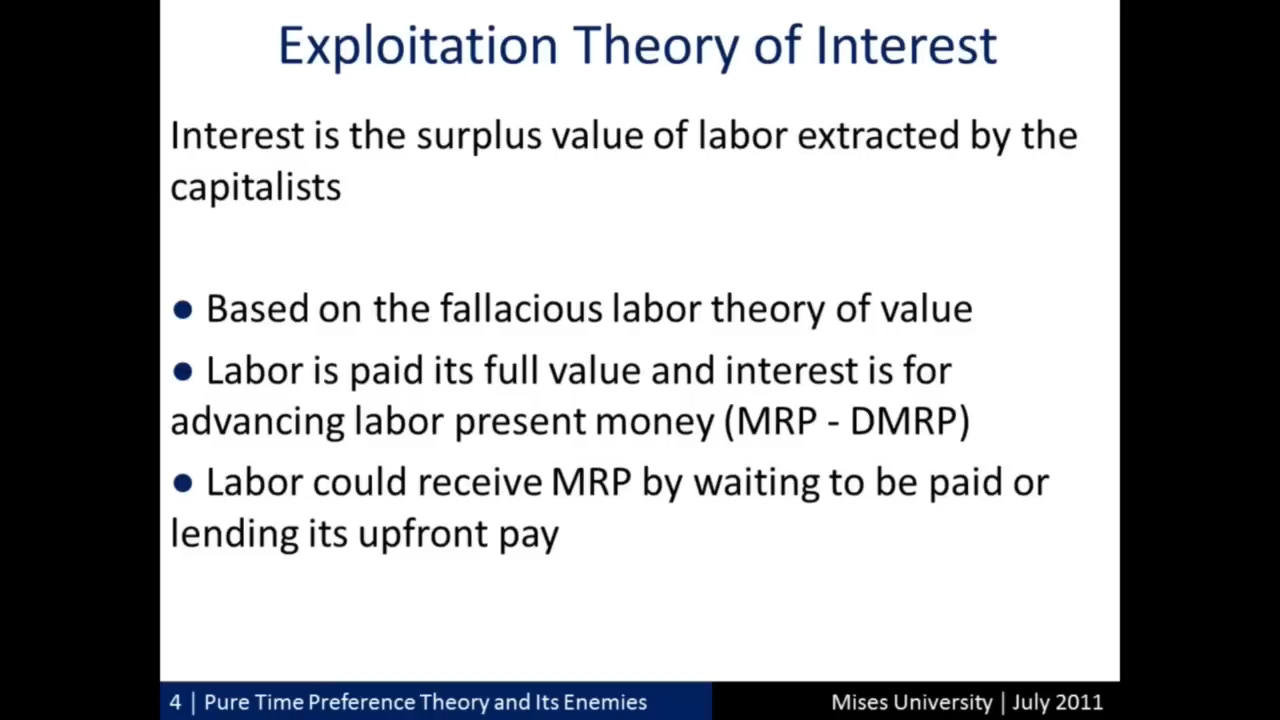 Exploitation Theory of Interest
Interest is the surplus value of labor extracted by the
capitalists
● Based on the fallacious labor theory of value
● Labor is paid its full value and interest is for
advancing labor present money (MRP - DMRP)
● Labor could receive MRP by waiting to be paid or
lending its upfront pay
4 | Pure Time Preference Theory and Its Enemies
Mises University | July 2011